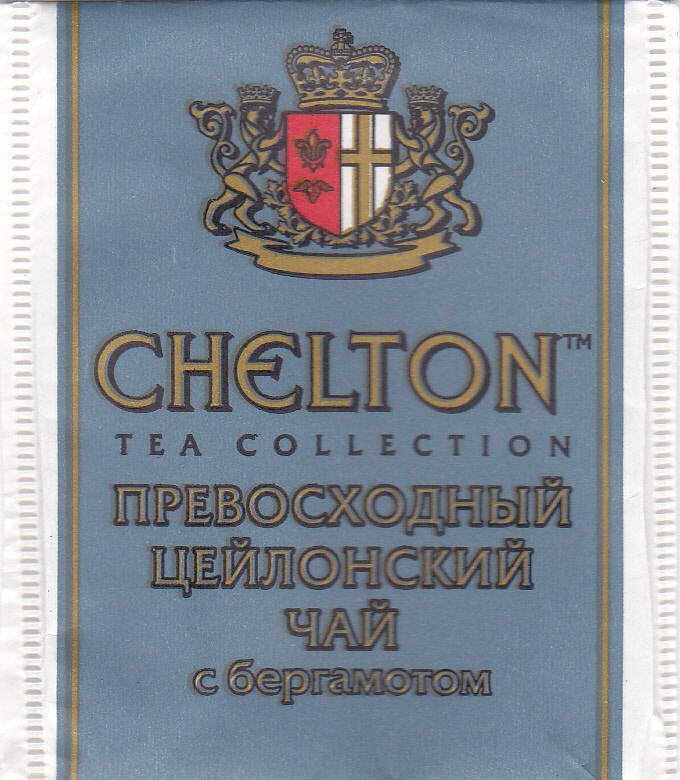 CHELTON™
TEA COLLECTION
ПРЕВОСХОДНЫЙ
ЦЕЙЛОНСКИЙ
ЧАЙ
с бергамотом